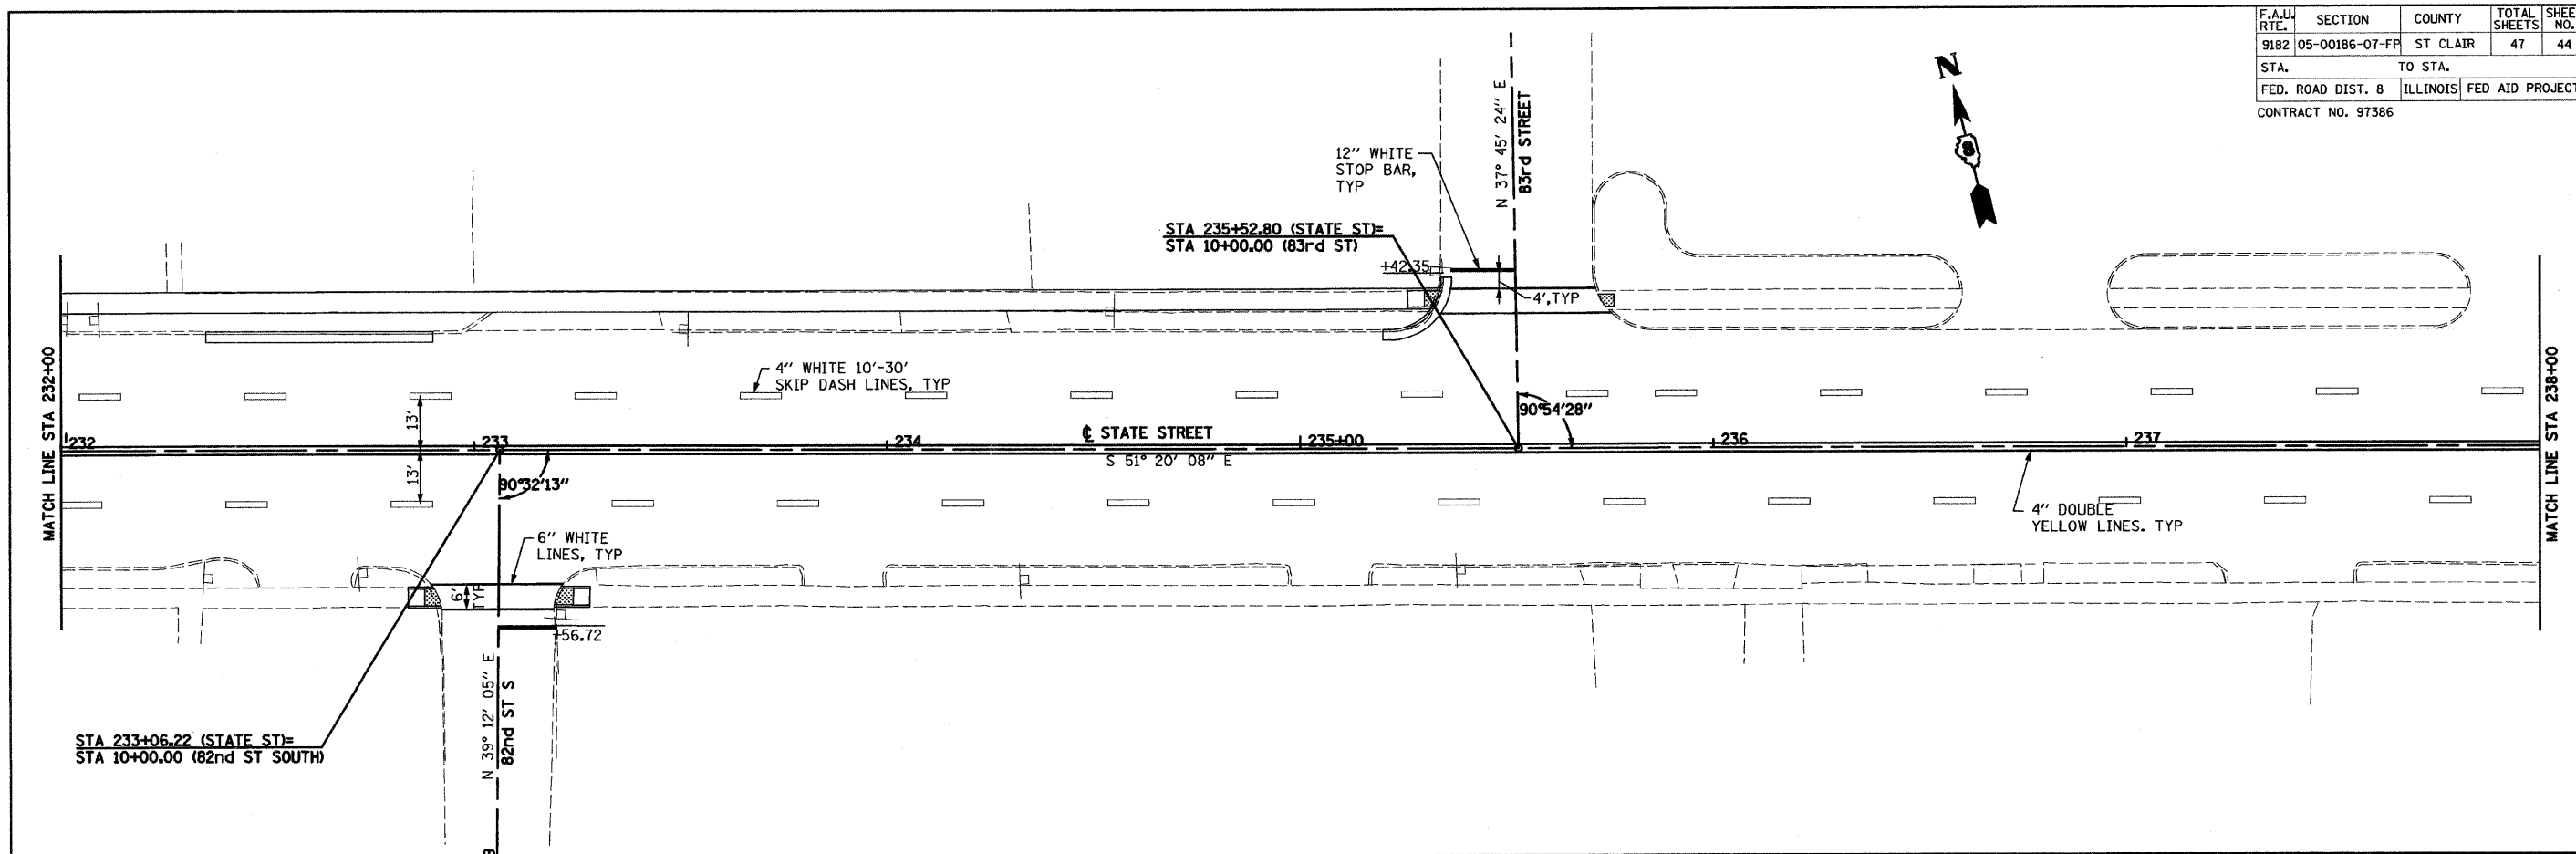 F.A.U. RTE. SECTION COUNTY TOTAL SHEETS SHEE NO.
9182 05-00186-07-FP ST CLAIR 47 44
STA. TO STA.
FED. ROAD DIST. 8 ILLINOIS FED AID PROJECT
CONTRACT NO. 97386
N
8
N 37° 45' 24" E
83rd STREET
12" WHITE
STOP BAR,
TYP
STA 235+52.80 (STATE ST)=
STA 10+00.00 (83rd ST)
+42.35
4', TYP
MATCH LINE STA 232+00
4" WHITE 10'-30'
SKIP DASH LINES, TYP
13'
13'
232
233
234
℄ STATE STREET
235+00
236
237
S 51° 20' 08" E
90°54'28"
90°32'13"
MATCH LINE STA 238+00
4" DOUBLE
YELLOW LINES. TYP
6" WHITE
LINES, TYP
6'
TYP
+56.72
N 39° 12' 05" E
82nd ST S
STA 233+06.22 (STATE ST)=
STA 10+00.00 (82nd ST SOUTH)